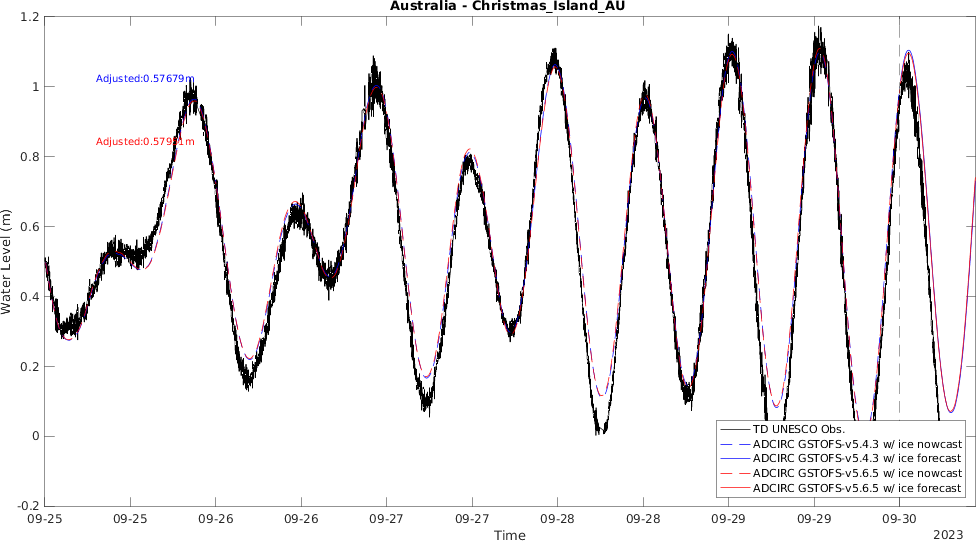 Australia - Christmas_Island_AU
1.2
1
0.8
0.6
0.4
0.2
0
-0.2
Water Level (m)
Adjusted:0.57679m
TD UNESCO Obs.
ADCIRC GSTOFS-v5.4.3 w/ ice nowcast
ADCIRC GSTOFS-v5.4.3 w/ ice forecast
ADCIRC GSTOFS-v5.6.5 w/ ice nowcast
ADCIRC GSTOFS-v5.6.5 w/ ice forecast
09-25 09-25 09-26 09-26 09-27 09-27 09-28 09-28 09-29 09-29 09-30
Time
2023